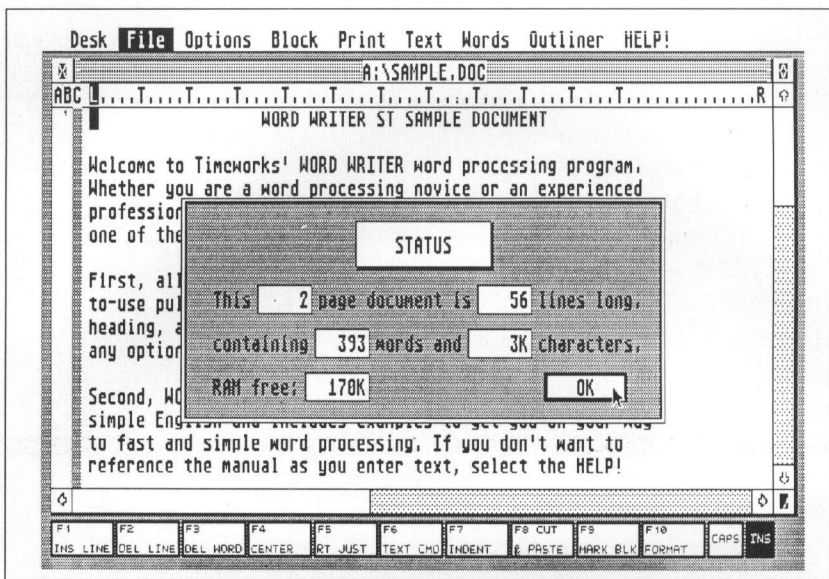 Desk File Options Block Print Text Words Outliner HELP!
A:\SAMPLE.DOC
ABC L....T....T....T....T....T....T....T....T....T....T....T.............R
1
WORD WRITER ST SAMPLE DOCUMENT
Welcome to Timeworks' WORD WRITER word processing program.
Whether you are a word processing novice or an experienced
profession
one of the
First, all
to-use pul
heading, a
any option
Second, WO
simple English and includes examples to get you on your way
to fast and simple word processing. If you don't want to
reference the manual as you enter text, select the HELP!
STATUS
This 2 page document is 56 lines long,
containing 393 words and 3K characters.
RAM free: 170K OK
F1 F2 F3 F4 F5 F6 F7 F8 CUT F9 F10
INS LINE DEL LINE DEL WORD CENTER RT JUST TEXT CMD INDENT & PASTE MARK BLK FORMAT CAPS INS